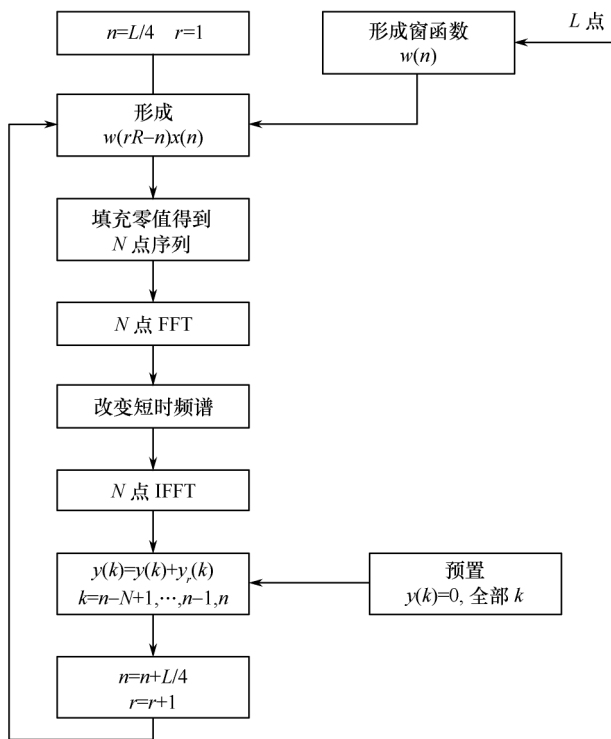 n=L/4 r=1
形成窗函数
w(n)
L 点
形成
w(rR–n)x(n)
填充零值得到
N 点序列
N 点 FFT
改变短时频谱
N 点 IFFT
y(k)=y(k)+yᵣ(k)
k=n–N+1,⋯,n–1,n
预置
y(k)=0, 全部 k
n=n+L/4
r=r+1